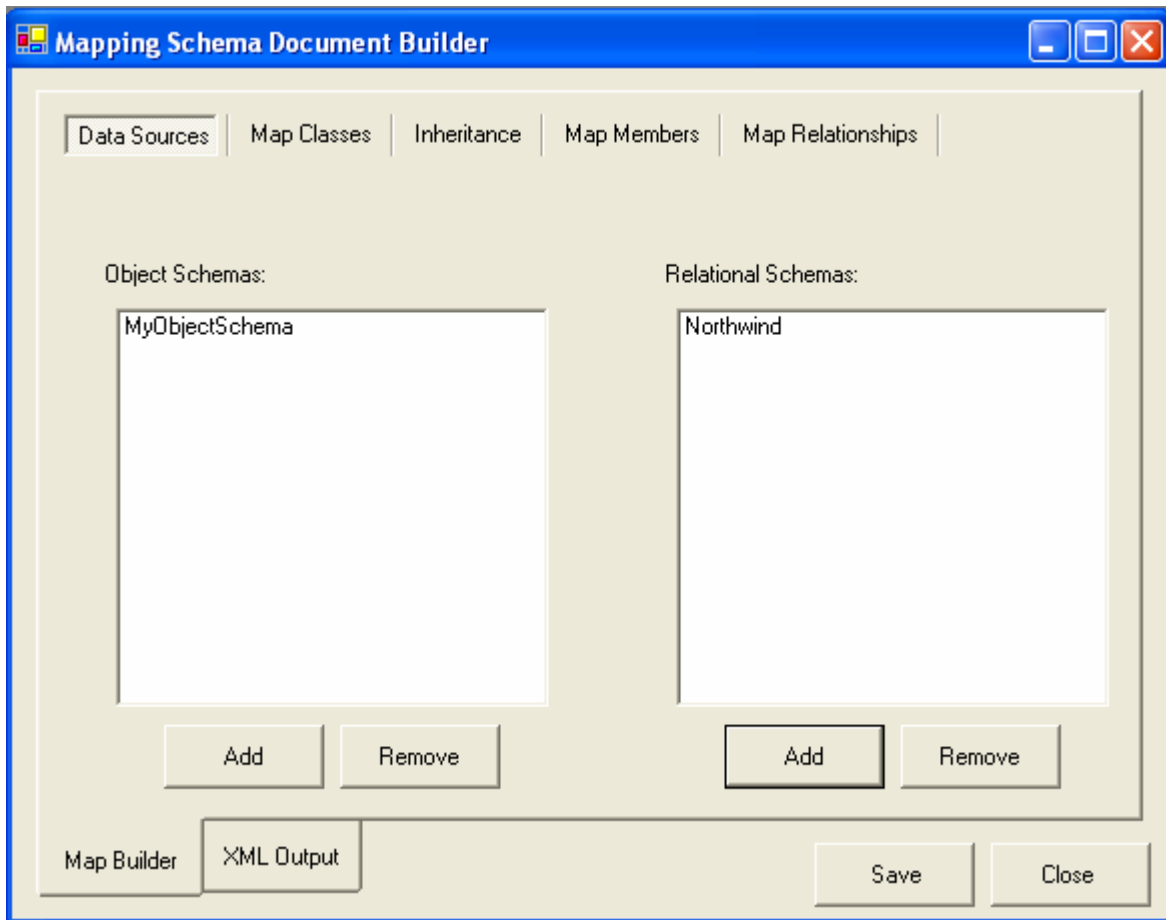 Mapping Schema Document Builder
Data Sources Map Classes Inheritance Map Members Map Relationships
Object Schemas: Relational Schemas:
MyObjectSchema Northwind
Add Remove Add Remove
Map Builder XML Output
Save Close